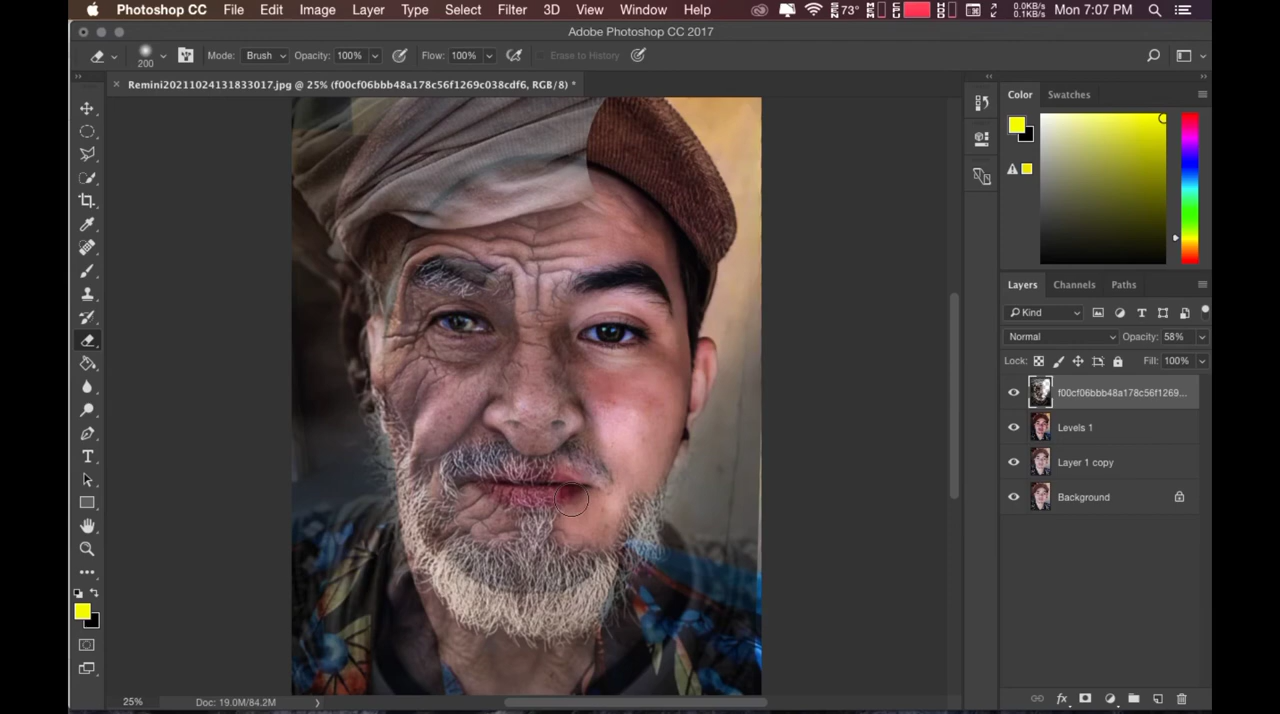 Photoshop CC File Edit Image Layer Type Select Filter 3D View Window Help 73° 0.0KB/s 0.1KB/s Mon 7:07 PM
Adobe Photoshop CC 2017
200 Mode: Brush Opacity: 100% Flow: 100% Erase to History
Remini20211024131833017.jpg @ 25% (f00cf06bbb48a178c56f1269c038cdf6, RGB/8) *
Color Swatches
Layers Channels Paths
Kind
Normal Opacity: 58%
Lock: Fill: 100%
f00cf06bbb48a178c56f1269...
Levels 1
Layer 1 copy
Background
25% Doc: 19.0M/84.2M